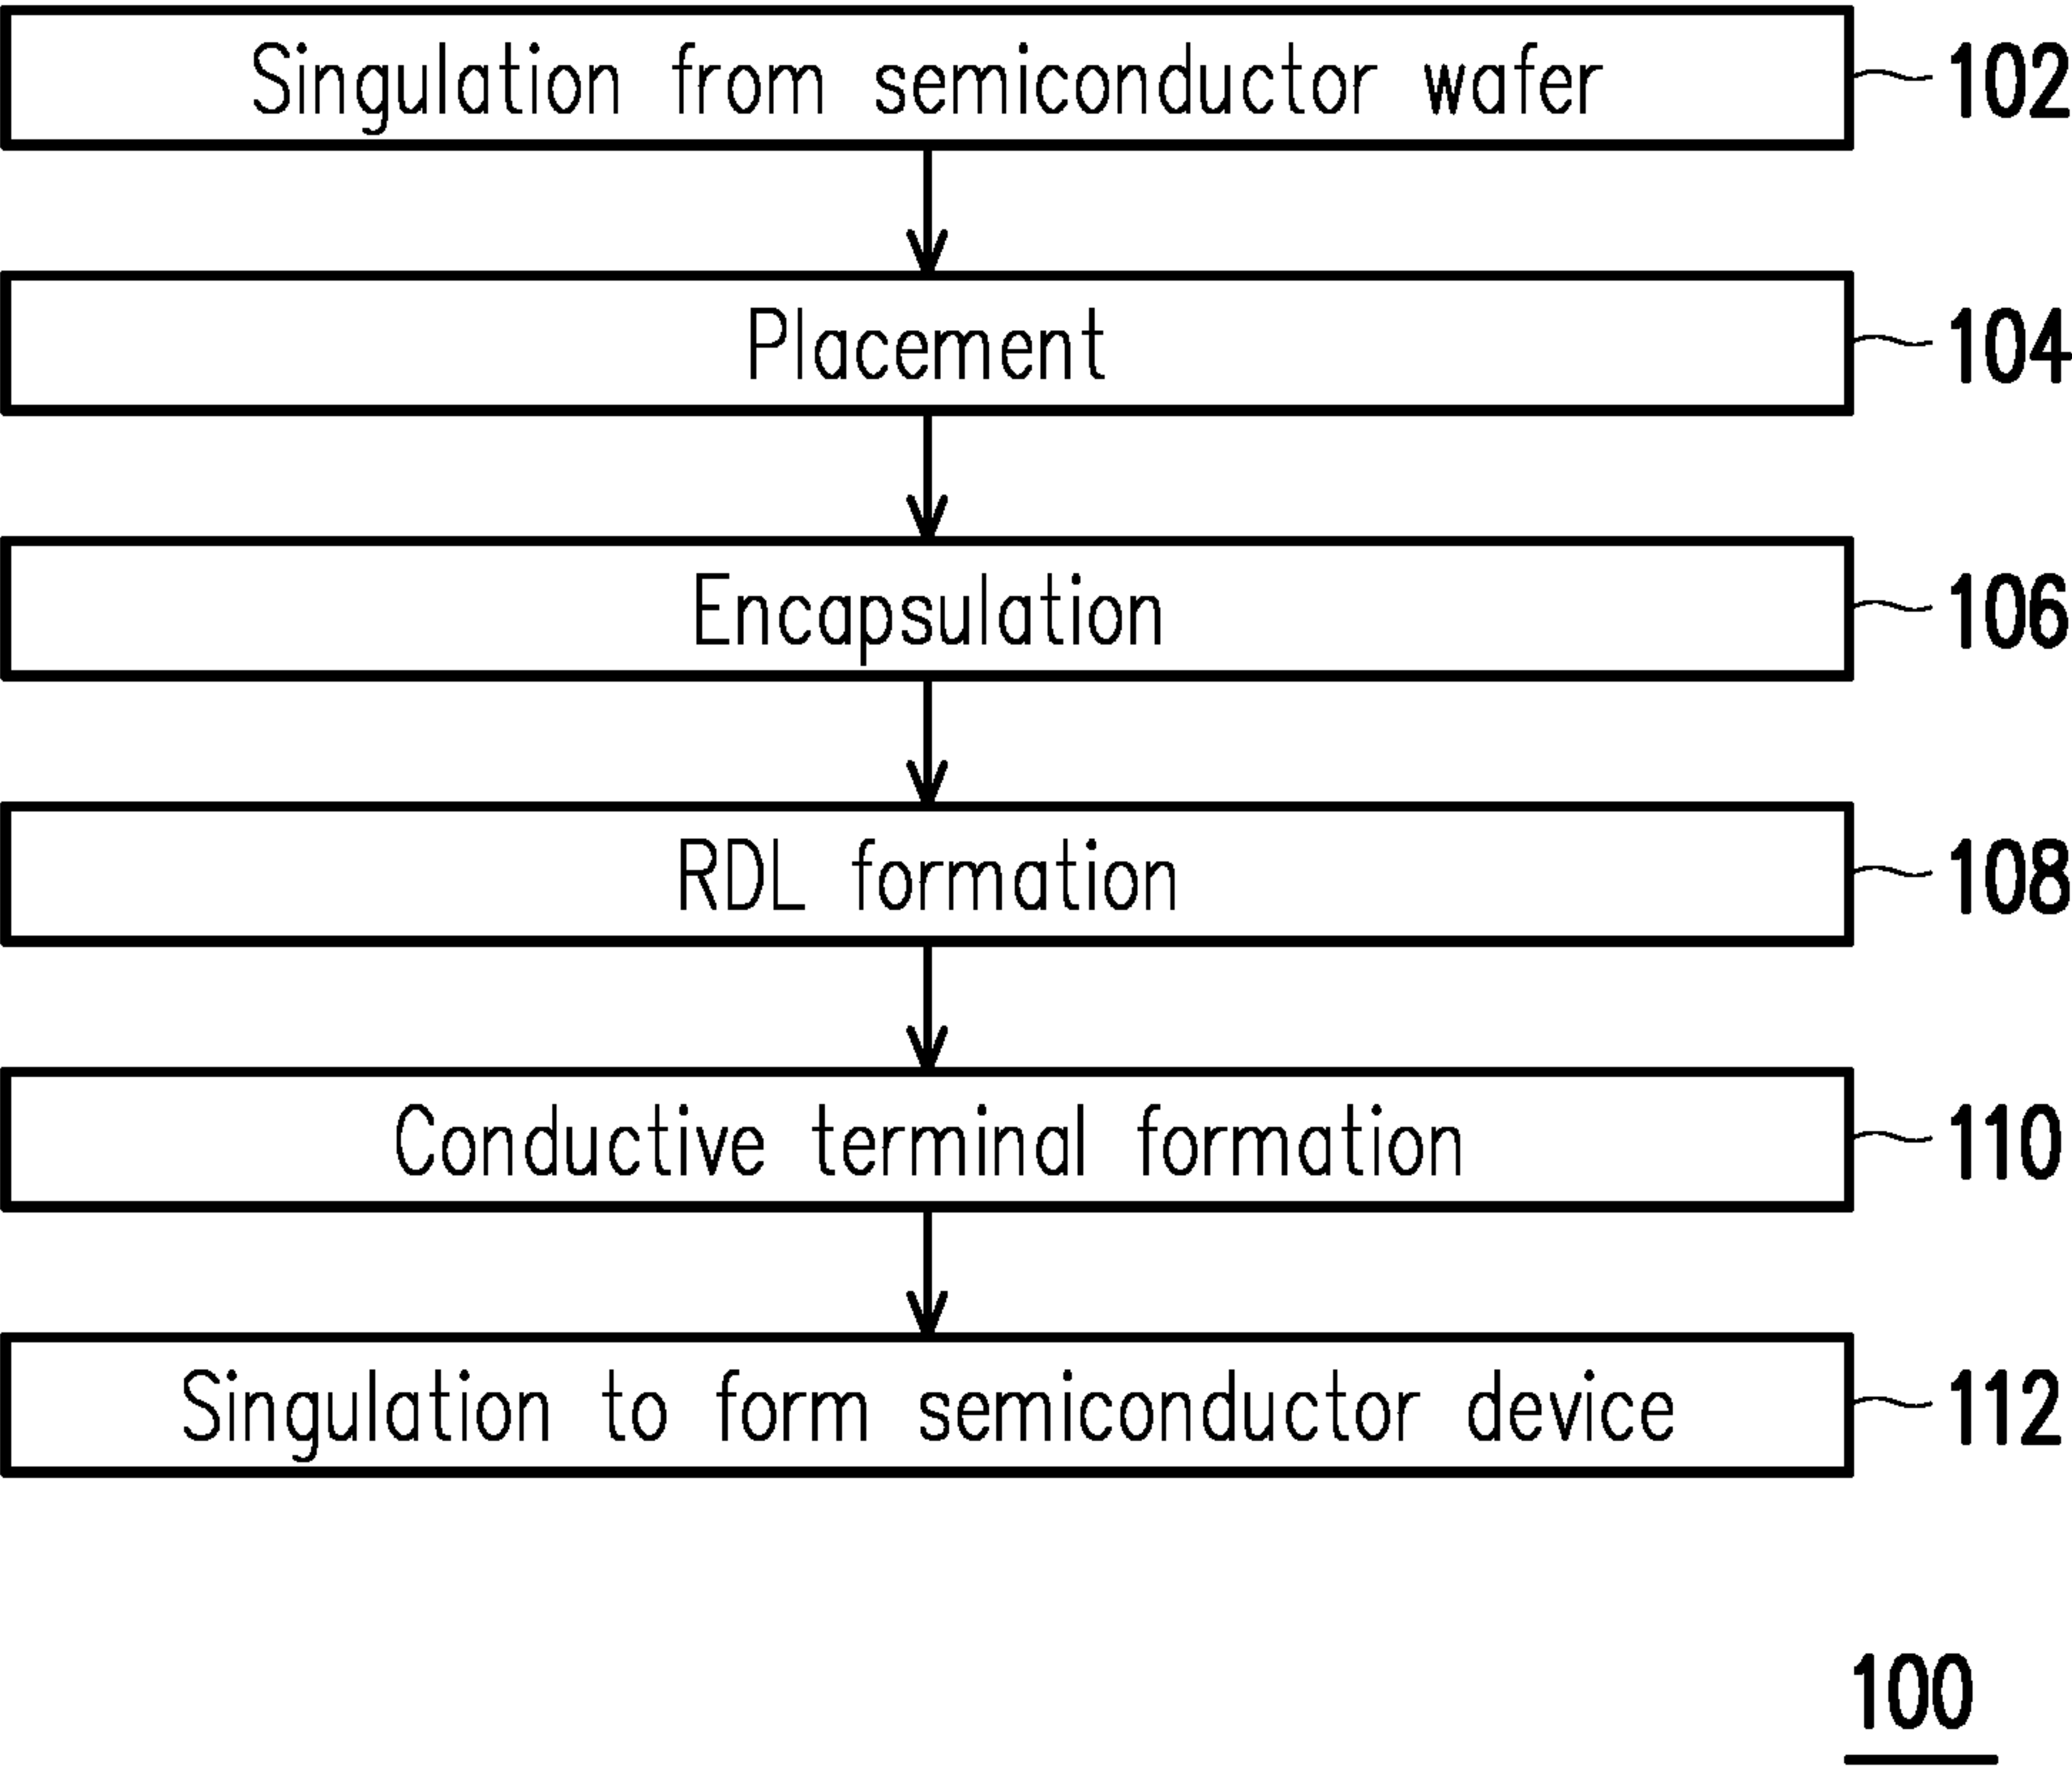 Singulation from semiconductor wafer 102
Placement 104
Encapsulation 106
RDL formation 108
Conductive terminal formation 110
Singulation to form semiconductor device 112
100